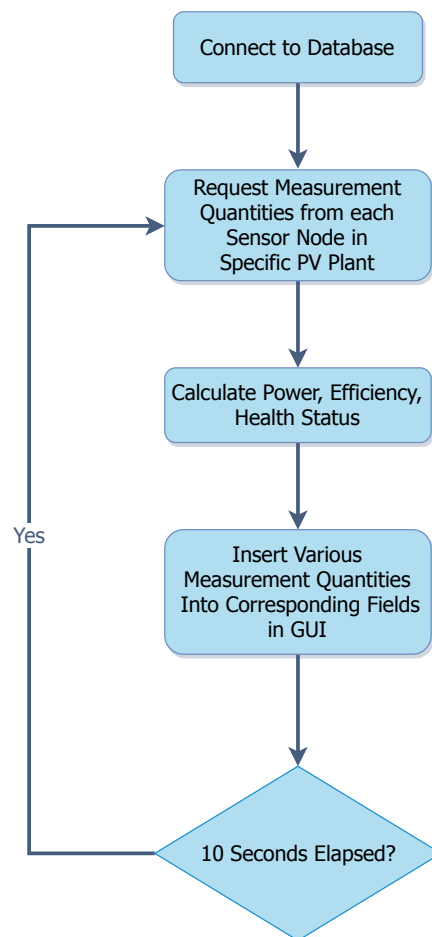 Connect to Database
Request Measurement
Quantities from each
Sensor Node in
Specific PV Plant
Calculate Power, Efficiency,
Health Status
Yes
Insert Various
Measurement Quantities
Into Corresponding Fields
in GUI
10 Seconds Elapsed?